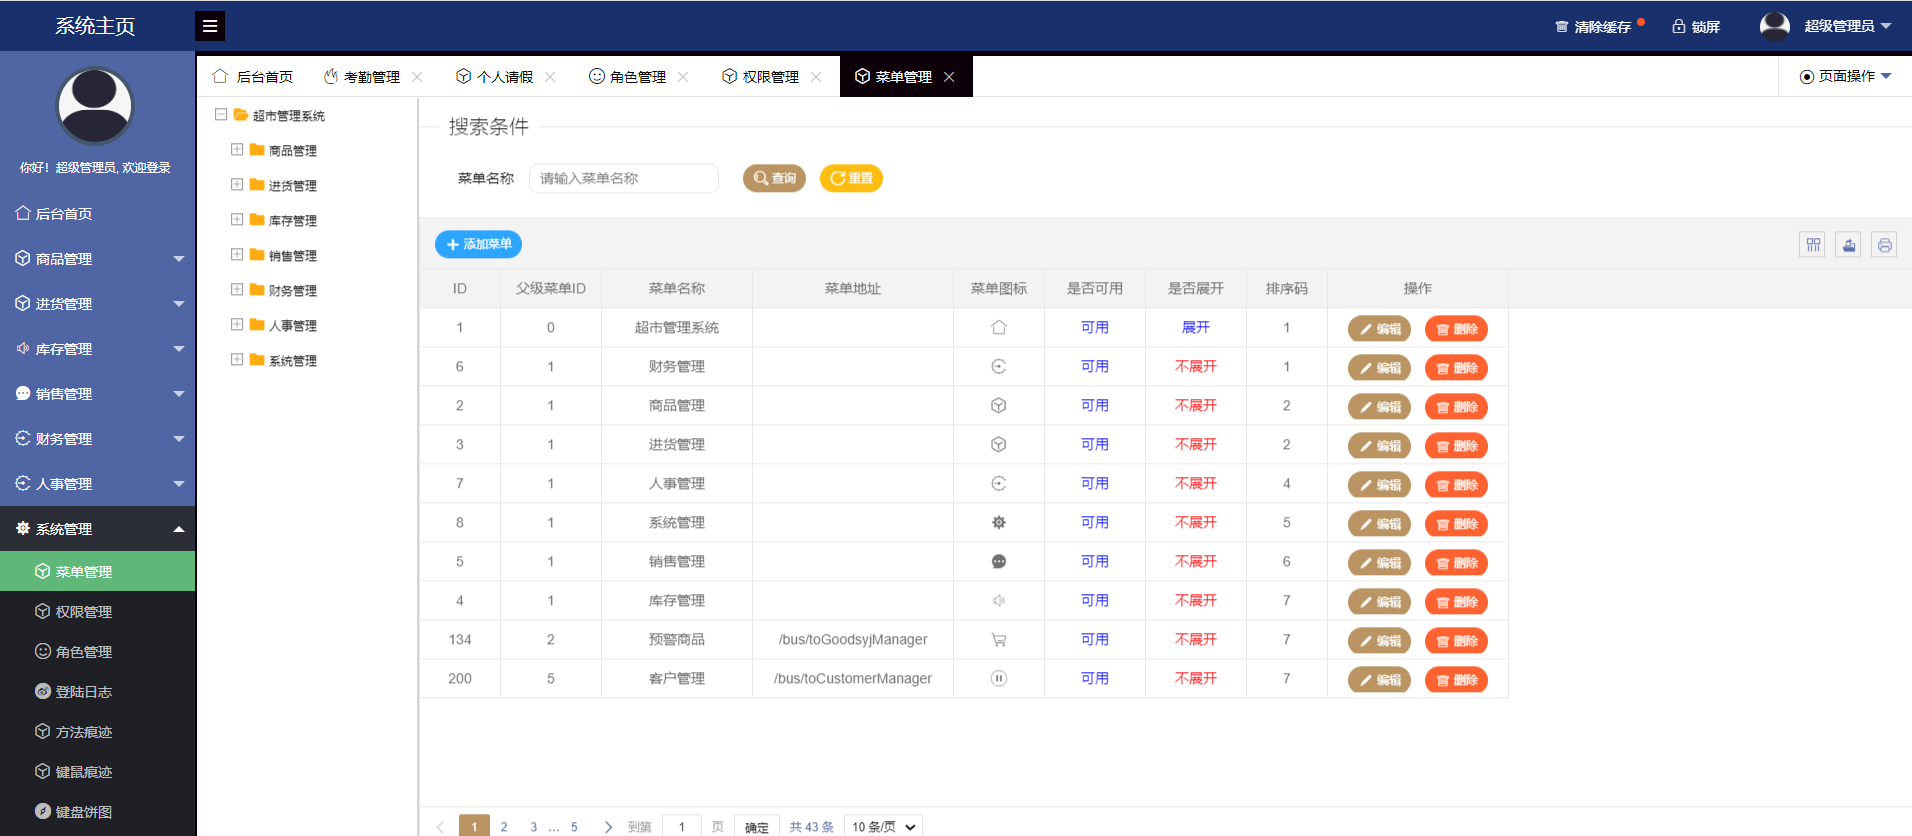 系统主页
清除缓存
锁屏
超级管理员
你好！超级管理员, 欢迎登录
后台首页
商品管理
进货管理
库存管理
销售管理
财务管理
人事管理
系统管理
菜单管理
权限管理
角色管理
登陆日志
方法痕迹
键鼠痕迹
键盘饼图
后台首页 考勤管理 个人请假 角色管理 权限管理 菜单管理 页面操作
超市管理系统
商品管理
进货管理
库存管理
销售管理
财务管理
人事管理
系统管理
搜索条件
菜单名称 请输入菜单名称 查询 重置
添加菜单
ID 父级菜单ID 菜单名称 菜单地址 菜单图标 是否可用 是否展开 排序码 操作
1 0 超市管理系统 可用 展开 1 编辑 删除
6 1 财务管理 可用 不展开 1 编辑 删除
2 1 商品管理 可用 不展开 2 编辑 删除
3 1 进货管理 可用 不展开 2 编辑 删除
7 1 人事管理 可用 不展开 4 编辑 删除
8 1 系统管理 可用 不展开 5 编辑 删除
5 1 销售管理 可用 不展开 6 编辑 删除
4 1 库存管理 可用 不展开 7 编辑 删除
134 2 预警商品 /bus/toGoodsyjManager 可用 不展开 7 编辑 删除
200 5 客户管理 /bus/toCustomerManager 可用 不展开 7 编辑 删除
1 2 3 … 5 到第 1 页 确定 共 43 条 10 条/页